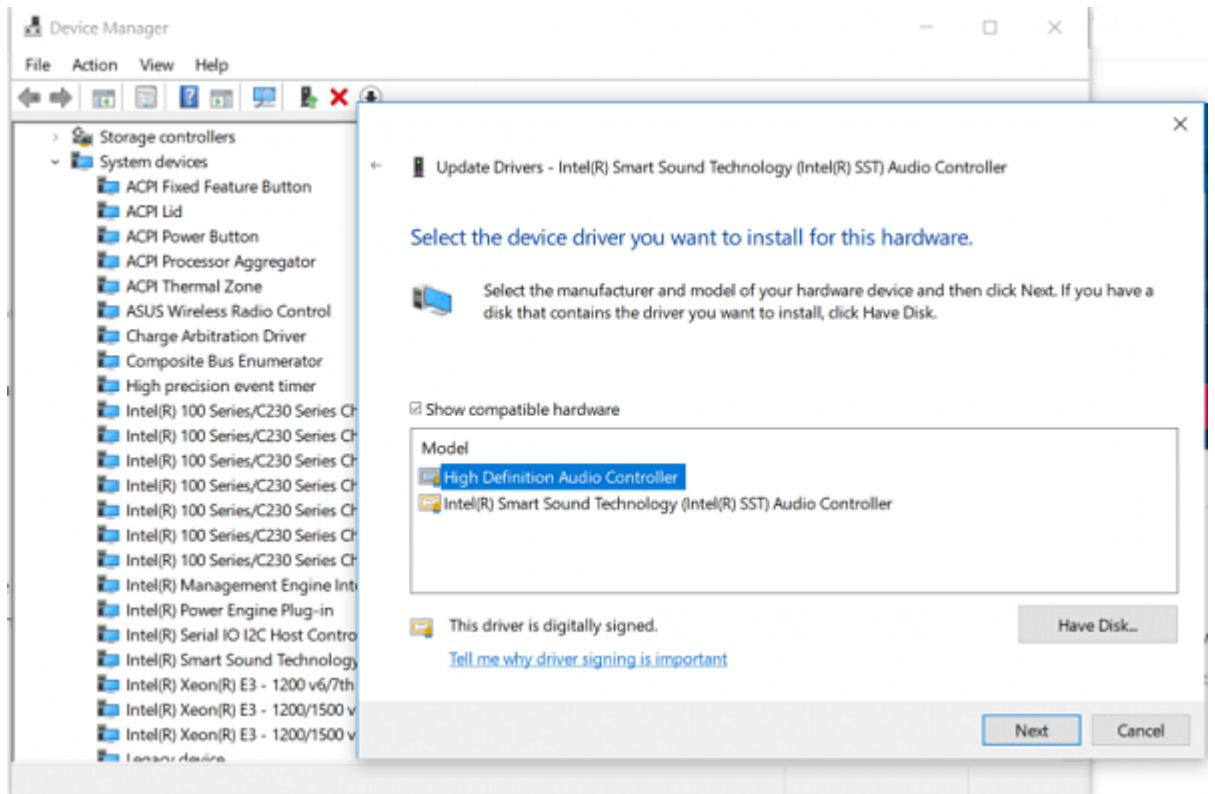 Device Manager
File Action View Help
Storage controllers
System devices
ACPI Fixed Feature Button
ACPI Lid
ACPI Power Button
ACPI Processor Aggregator
ACPI Thermal Zone
ASUS Wireless Radio Control
Charge Arbitration Driver
Composite Bus Enumerator
High precision event timer
Intel(R) 100 Series/C230 Series Ch
Intel(R) 100 Series/C230 Series Ch
Intel(R) 100 Series/C230 Series Ch
Intel(R) 100 Series/C230 Series Ch
Intel(R) 100 Series/C230 Series Ch
Intel(R) 100 Series/C230 Series Ch
Intel(R) 100 Series/C230 Series Ch
Intel(R) Management Engine Inte
Intel(R) Power Engine Plug-in
Intel(R) Serial IO I2C Host Contro
Intel(R) Smart Sound Technology
Intel(R) Xeon(R) E3 - 1200 v6/7th
Intel(R) Xeon(R) E3 - 1200/1500 v
Intel(R) Xeon(R) E3 - 1200/1500 v
Legacy device
Update Drivers - Intel(R) Smart Sound Technology (Intel(R) SST) Audio Controller
Select the device driver you want to install for this hardware.
Select the manufacturer and model of your hardware device and then click Next. If you have a
disk that contains the driver you want to install, click Have Disk.
Show compatible hardware
Model
High Definition Audio Controller
Intel(R) Smart Sound Technology (Intel(R) SST) Audio Controller
This driver is digitally signed.
Have Disk...
Tell me why driver signing is important
Next Cancel